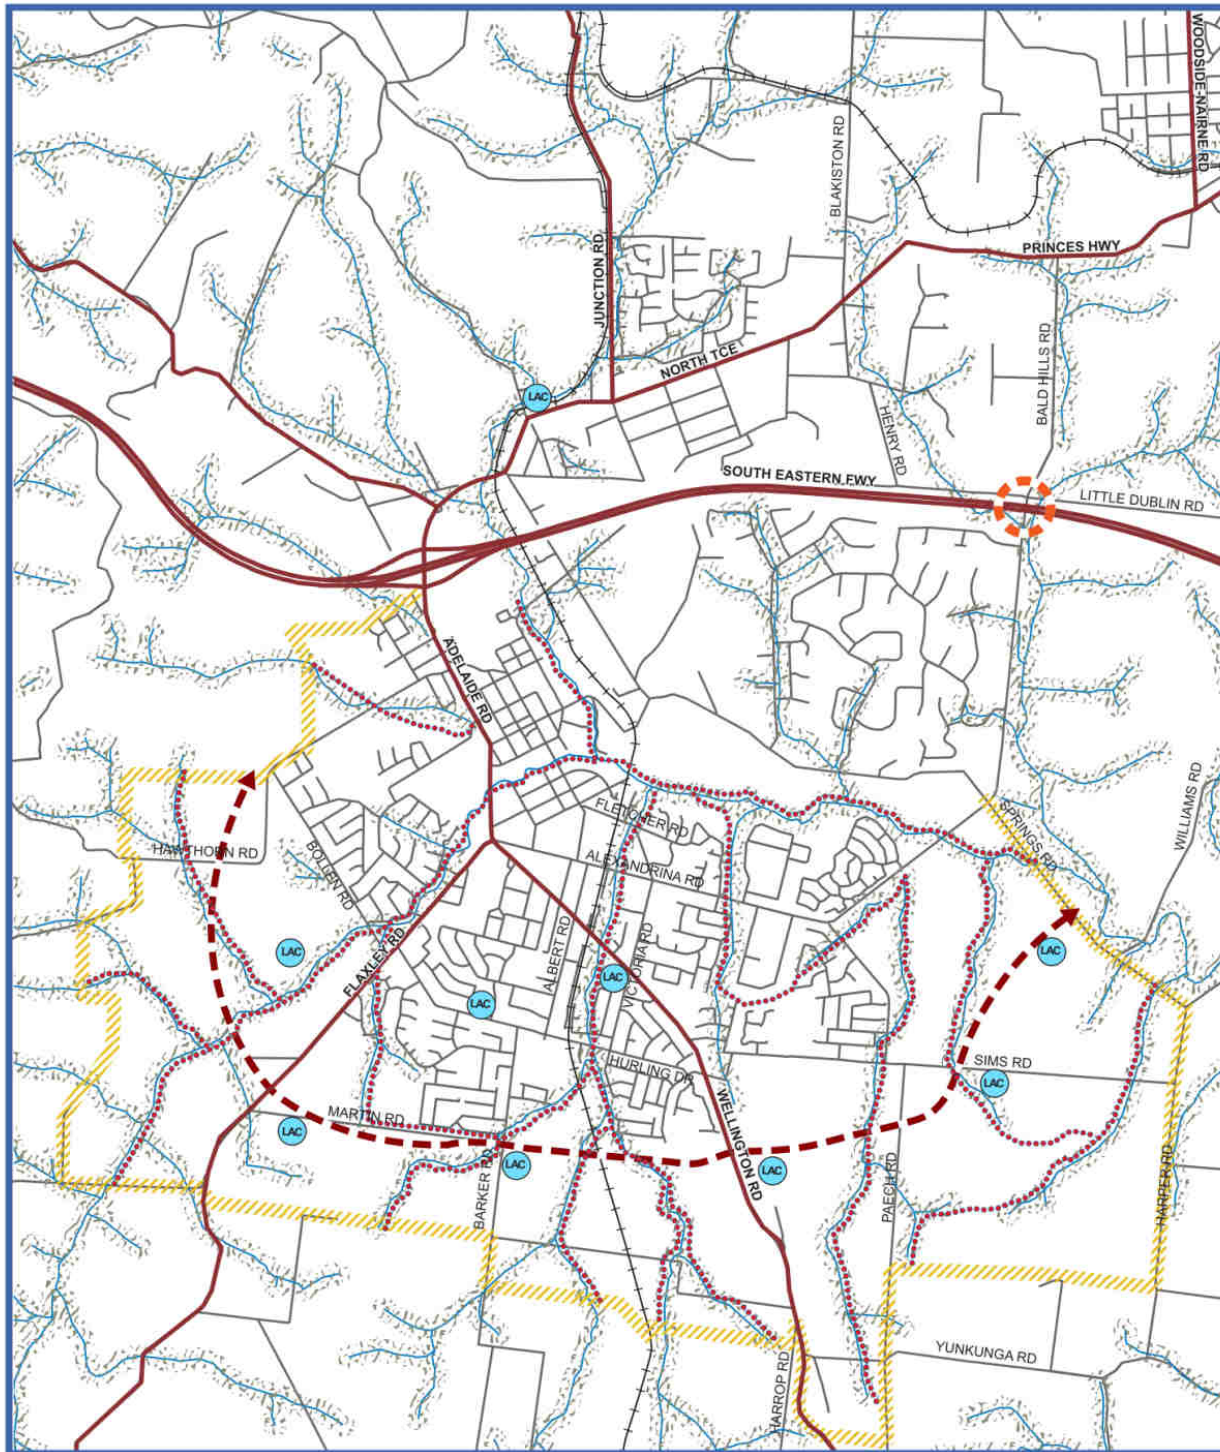 WOODSIDE-NAIRNE RD
BLAKISTON RD
PRINCES HWY
JUNCTION RD
NORTH TCE
BALD HILLS RD
LAC
HENRY RD
SOUTH EASTERN FWY
LITTLE DUBLIN RD
ADELAIDE RD
FLETCHER RD
SPRINGS RD
WILLIAMS RD
HAWTHORN RD
BOLLEN RD
ALEXANDRINA RD
ALBERT RD
VICTORIA RD
FLAXLEY RD
LAC
LAC
LAC
LAC
HURLING DR
SIMS RD
LAC
MARTIN RD
LAC
WELLINGTON RD
LAC
LAC
BARKER RD
PAECH RD
HARPER RD
YUNKUNGA RD
HARROP RD